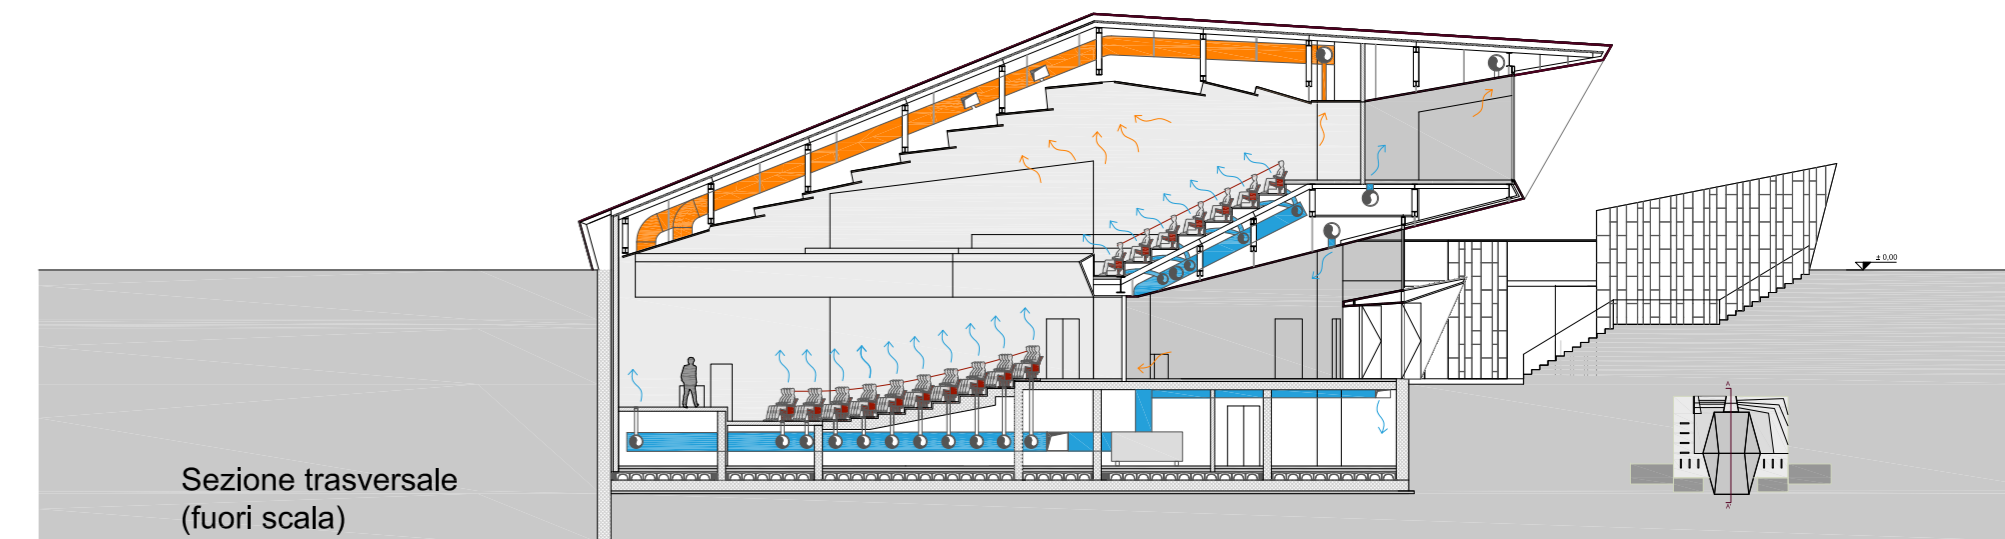 ± 0,00
A
A'
Sezione trasversale
(fuori scala)